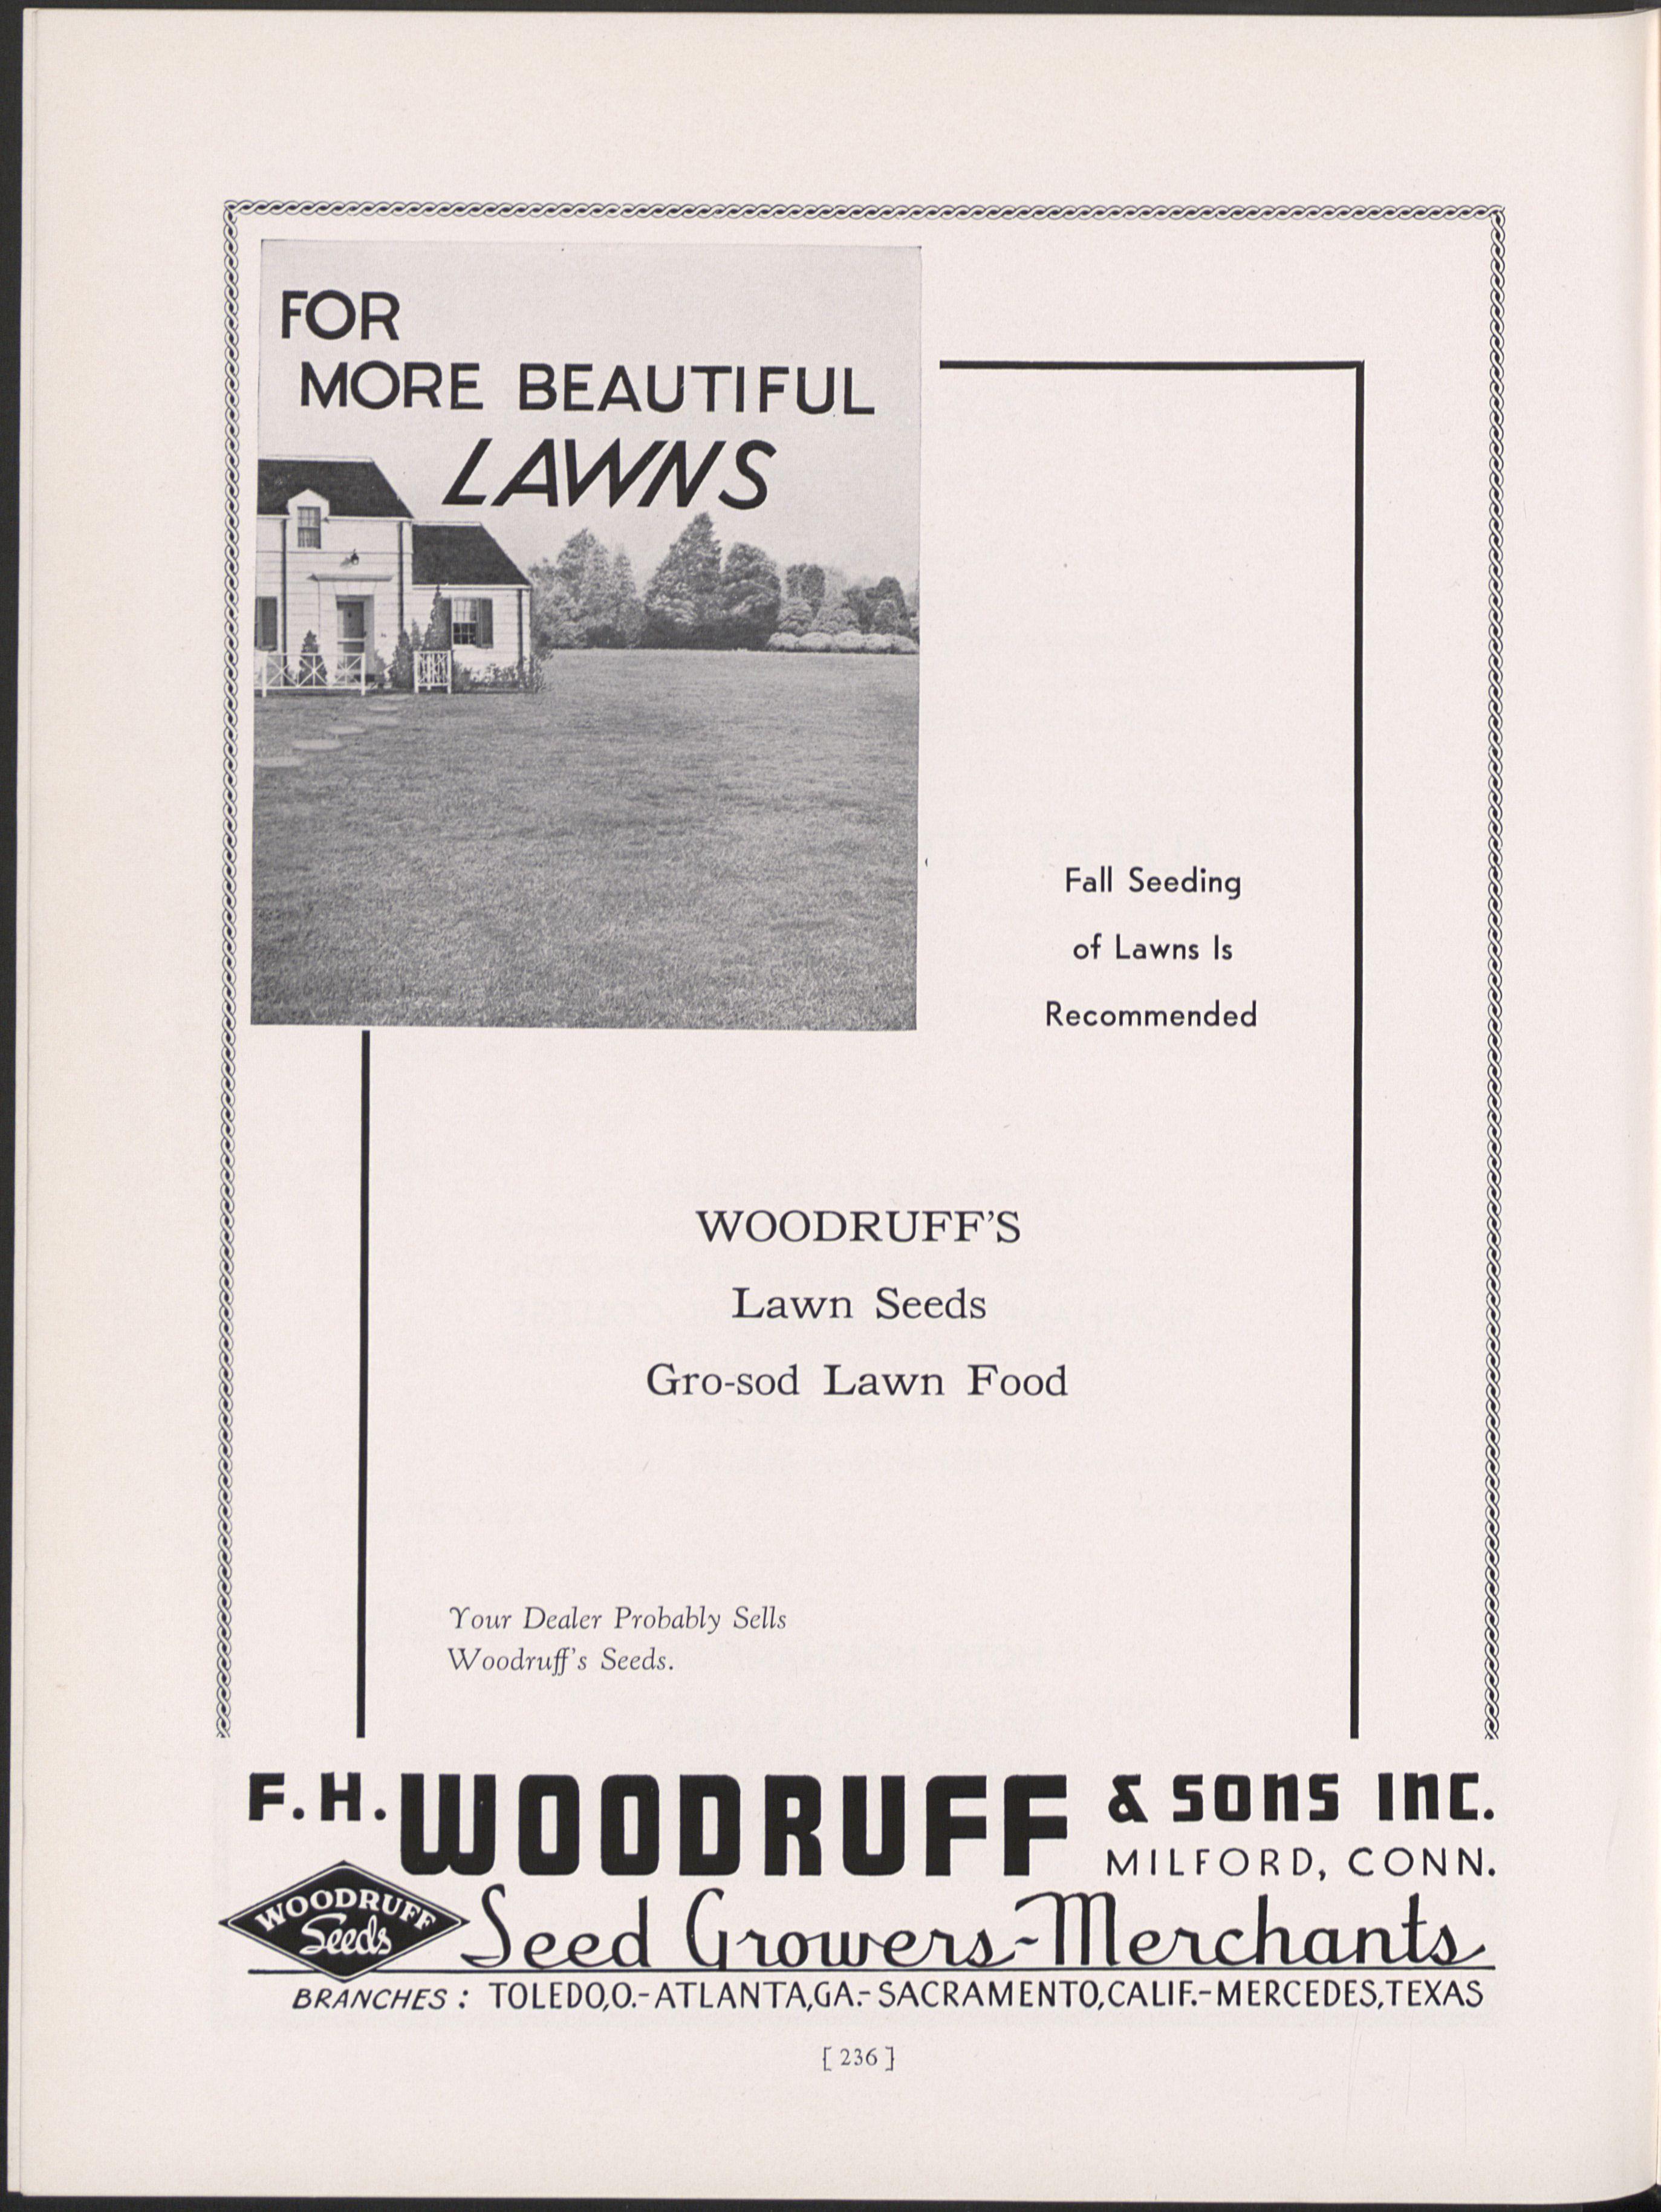 FOR
MORE BEAUTIFUL
LAWNS
Fall Seeding
of Lawns Is
Recommended
WOODRUFF'S
Lawn Seeds
Gro-sod Lawn Food
Your Dealer Probably Sells
Woodruff's Seeds.
F.H. WOODRUFF & SONS INC.
MILFORD, CONN.
WOODRUFF
Seeds
Seed Growers-Merchants
BRANCHES: TOLEDO,O.-ATLANTA,GA.-SACRAMENTO,CALIF.-MERCEDES,TEXAS
[ 236 ]